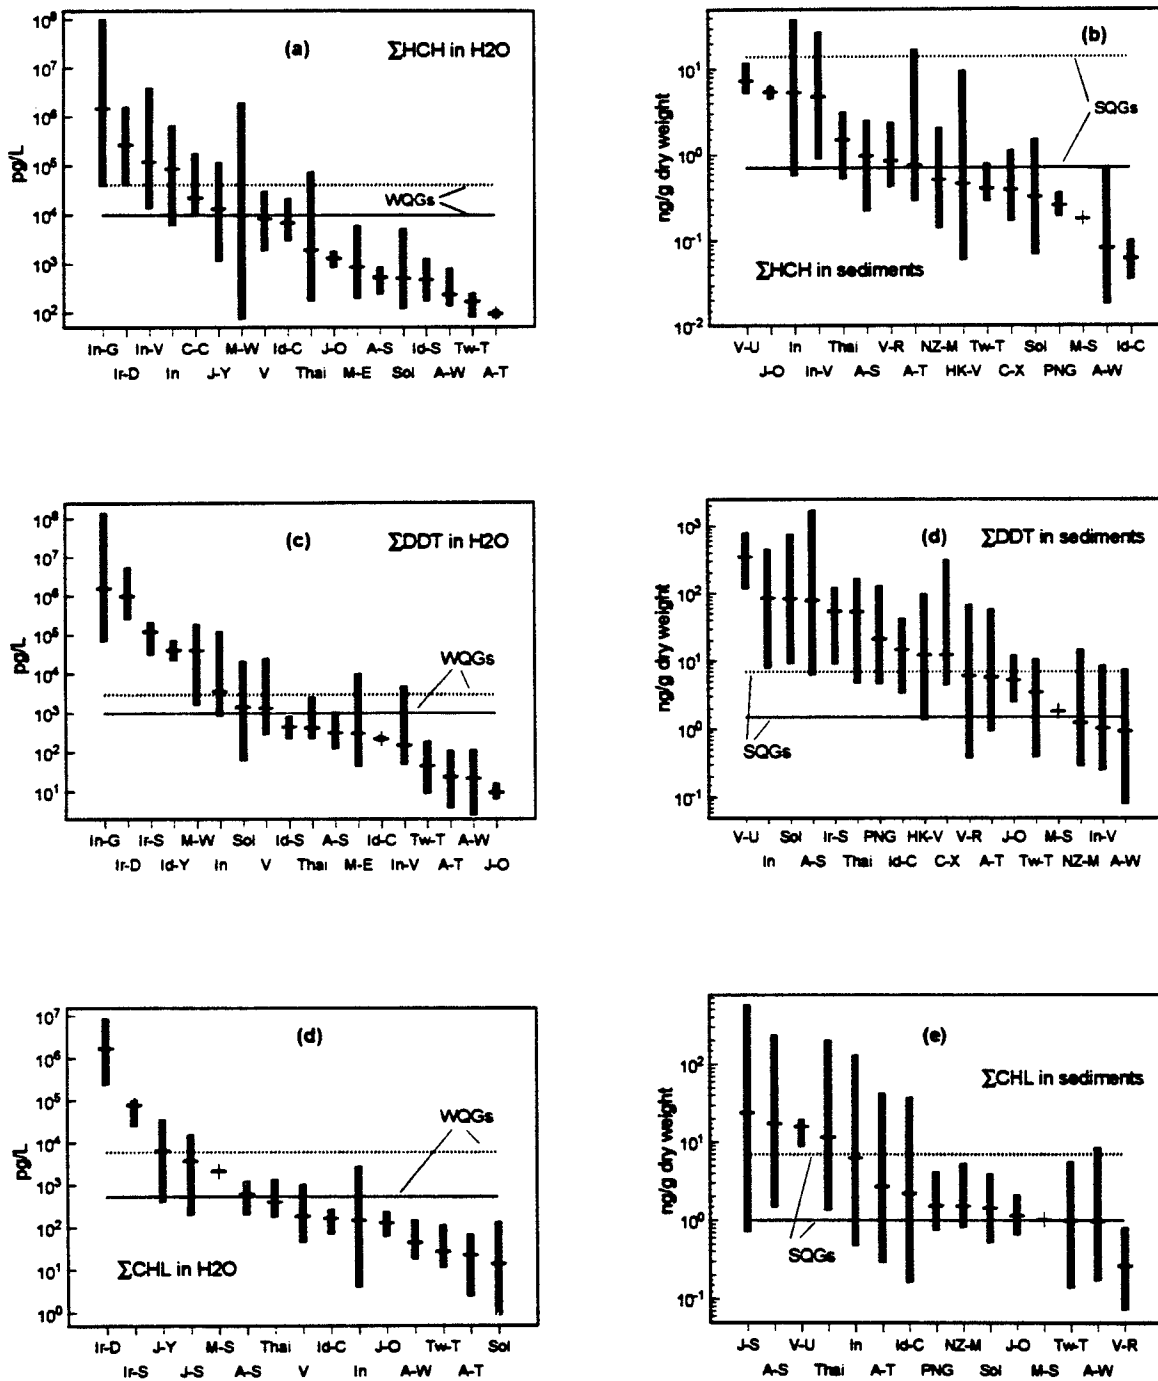 (a) ΣHCH in H2O
pg/L
10⁸
10⁷
10⁶
10⁵
10⁴
10³
10²
WQGs
In-G In-V C-C M-W Id-C J-O A-S Id-S Tw-T
Ir-D In J-Y V Thai M-E Sol A-W A-T
(b)
ng/g dry weight
10¹
10⁰
10⁻¹
10⁻²
SQGs
ΣHCH in sediments
V-U In Thai V-R NZ-M Tw-T Sol M-S Id-C
J-O In-V A-S A-T HK-V C-X PNG A-W
(c) ΣDDT in H2O
pg/L
10⁸
10⁷
10⁶
10⁵
10⁴
10³
10²
10¹
WQGs
In-G Ir-S M-W Sol Id-S A-S Id-C Tw-T A-W
Ir-D Id-Y In V Thai M-E In-V A-T J-O
(d) ΣDDT in sediments
ng/g dry weight
10³
10²
10¹
10⁰
10⁻¹
SQGs
V-U Sol Ir-S PNG HK-V V-R J-O M-S In-V
In A-S Thai Id-C C-X A-T Tw-T NZ-M A-W
(d)
pg/L
10⁷
10⁶
10⁵
10⁴
10³
10²
10¹
10⁰
WQGs
ΣCHL in H2O
Ir-D J-Y M-S Thai Id-C J-O Tw-T Sol
Ir-S J-S A-S V In A-W A-T
(e)
ΣCHL in sediments
ng/g dry weight
10²
10¹
10⁰
10⁻¹
SQGs
J-S V-U In Id-C NZ-M J-O Tw-T V-R
A-S Thai A-T PNG Sol M-S A-W